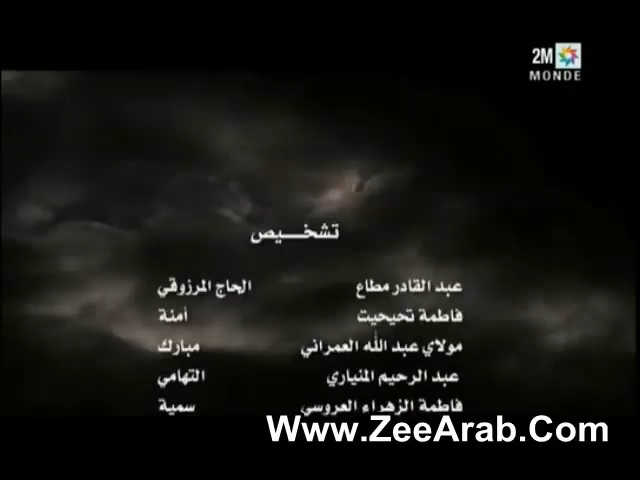 2M
MONDE
تشخـــيص
عبد القادر مطاع الحاج المرزوقي
فاطمة تحيحيت أمنة
مولاي عبد الله العمراني مبارك
عبد الرحيم المنياري التهامي
فاطمة الزهراء العروسي سمية
Www.ZeeArab.Com